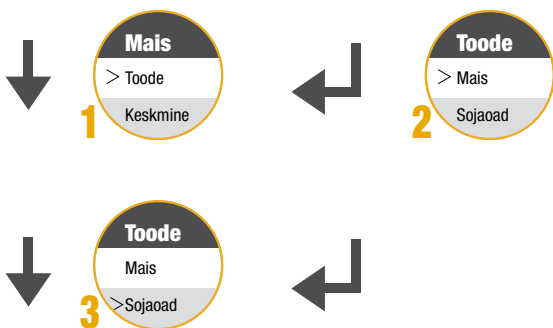 Mais
> Toode
Keskmine
1
Toode
> Mais
Sojaoad
2
Toode
Mais
>Sojaoad
3